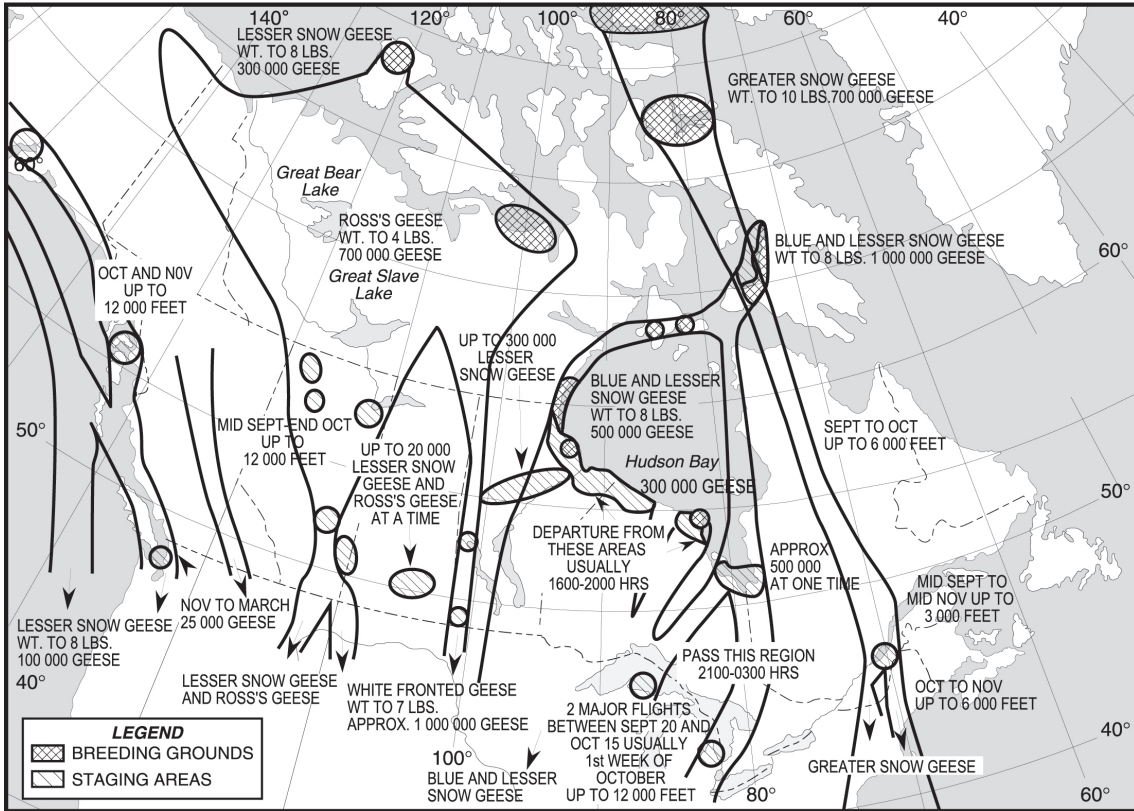 140°
120°
100°
80°
60°
40°
LESSER SNOW GEESE
WT. TO 8 LBS.
300 000 GEESE
GREATER SNOW GEESE
WT. TO 10 LBS.700 000 GEESE
60°
Great Bear
Lake
ROSS'S GEESE
WT. TO 4 LBS.
700 000 GEESE
Great Slave
Lake
BLUE AND LESSER SNOW GEESE
WT TO 8 LBS. 1 000 000 GEESE
60°
OCT AND N0V
UP TO
12 000 FEET
UP TO 300 000
LESSER
SNOW GEESE
BLUE AND LESSER
SNOW GEESE
WT TO 8 LBS.
500 000 GEESE
50°
MID SEPT-END OCT
UP TO
12 000 FEET
UP TO 20 000
LESSER SNOW
GEESE AND
ROSS'S GEESE
AT A TIME
SEPT TO OCT
UP TO 6 000 FEET
Hudson Bay
300 000 GEESE
50°
DEPARTURE FROM
THESE AREAS
USUALLY
1600-2000 HRS
APPROX
500 000
AT ONE TIME
MID SEPT TO
MID NOV UP TO
3 000 FEET
NOV TO MARCH
25 000 GEESE
LESSER SNOW GEESE
WT. TO 8 LBS.
100 000 GEESE
40°
LESSER SNOW GEESE
AND ROSS'S GEESE
WHITE FRONTED GEESE
WT TO 7 LBS.
APPROX. 1 000 000 GEESE
PASS THIS REGION
2100-0300 HRS
2 MAJOR FLIGHTS
BETWEEN SEPT 20 AND
OCT 15 USUALLY
1st WEEK OF
OCTOBER
UP TO 12 000 FEET
OCT TO NOV
UP TO 6 000 FEET
GREATER SNOW GEESE
40°
LEGEND
BREEDING GROUNDS
STAGING AREAS
100°
BLUE AND LESSER
SNOW GEESE
80°
60°